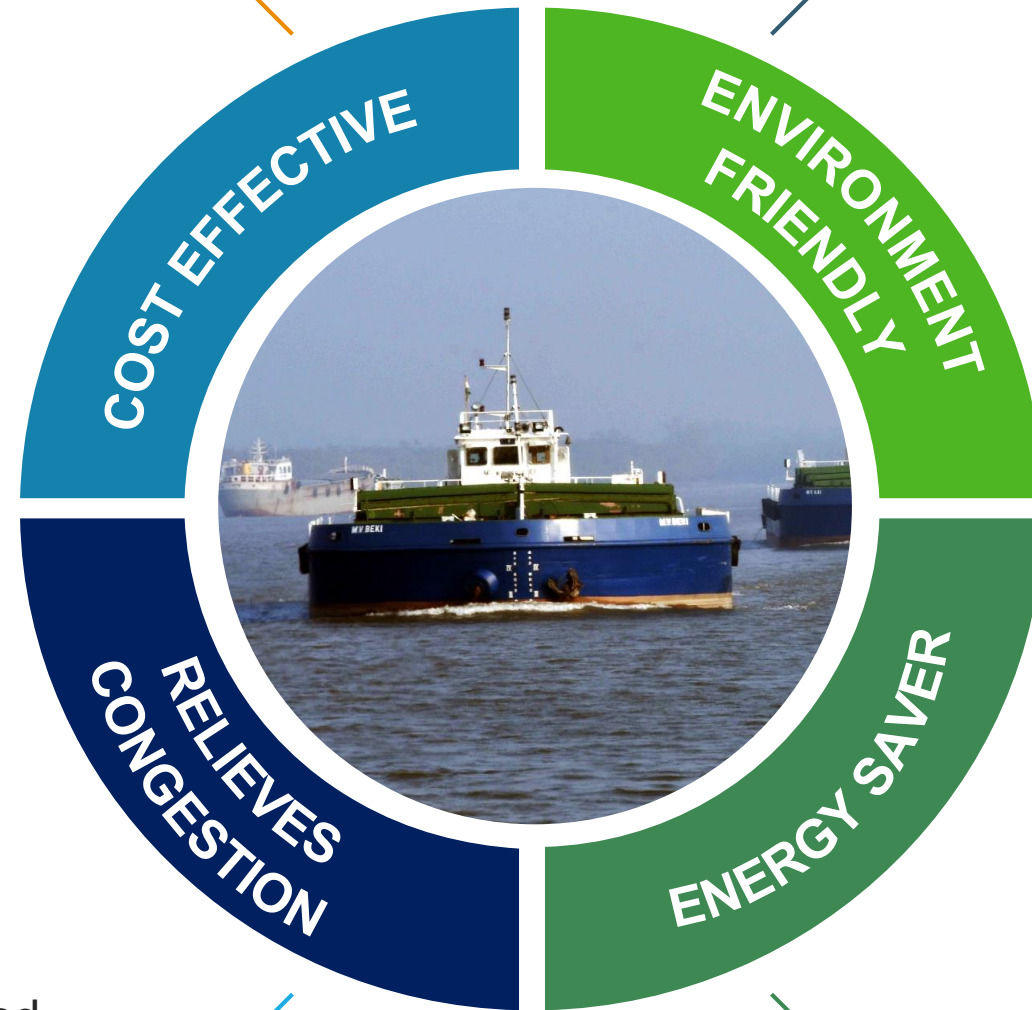 COST EFFECTIVE
ENVIRONMENT
FRIENDLY
M.V. BEKI
RELIEVES
CONGESTION
ENERGY SAVER